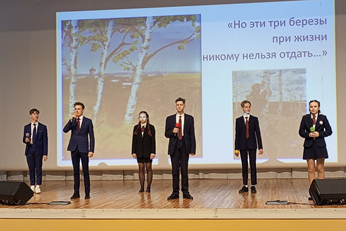 «Но эти три березы
при жизни
никому нельзя отдать…»